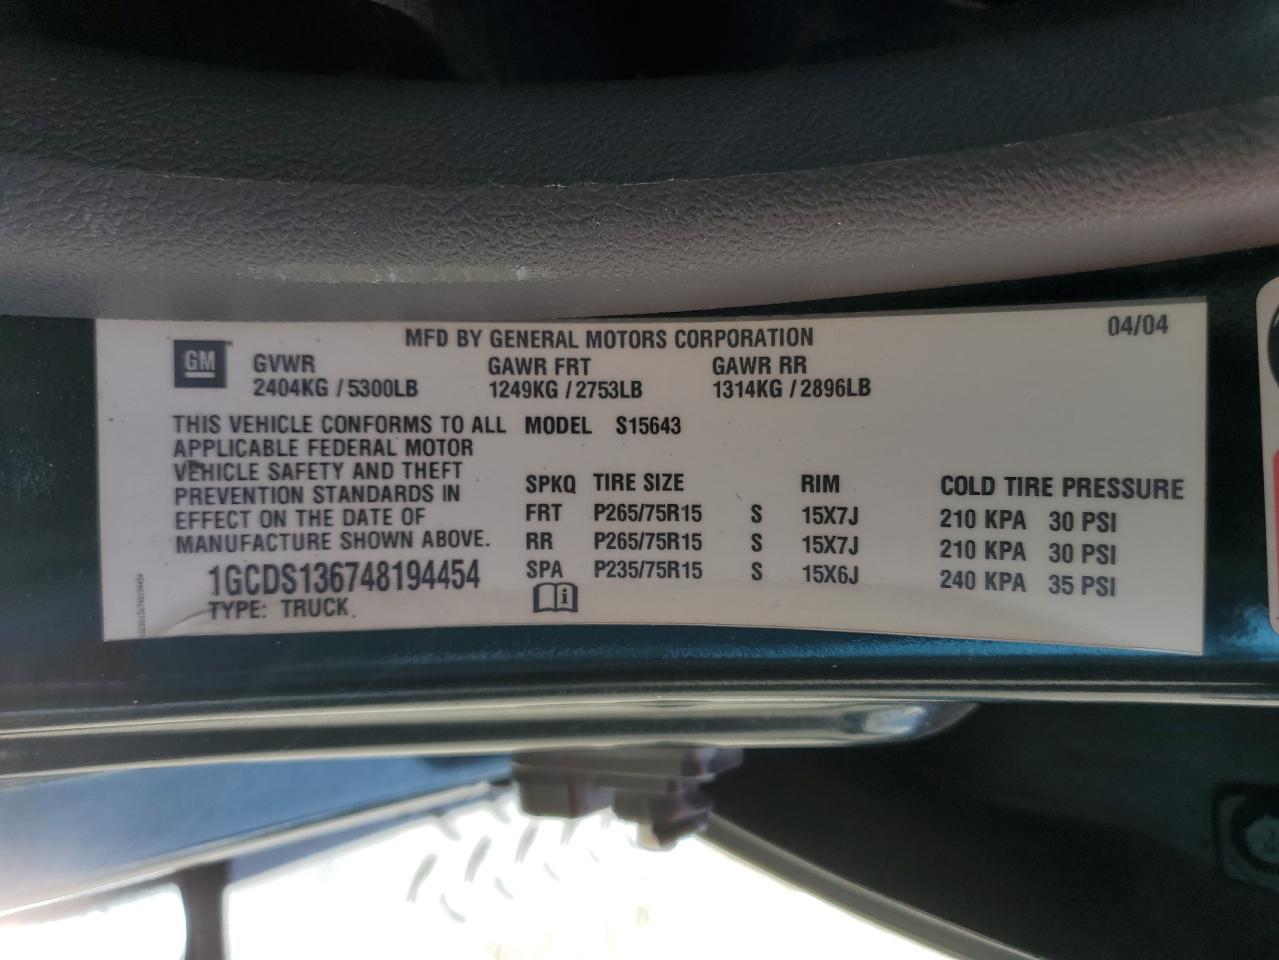 MFD BY GENERAL MOTORS CORPORATION 04/04
GM
GVWR GAWR FRT GAWR RR
2404KG / 5300LB 1249KG / 2753LB 1314KG / 2896LB
THIS VEHICLE CONFORMS TO ALL MODEL S15643
APPLICABLE FEDERAL MOTOR
VEHICLE SAFETY AND THEFT
PREVENTION STANDARDS IN
EFFECT ON THE DATE OF
MANUFACTURE SHOWN ABOVE.
SPKQ TIRE SIZE RIM COLD TIRE PRESSURE
FRT P265/75R15 S 15X7J 210 KPA 30 PSI
RR P265/75R15 S 15X7J 210 KPA 30 PSI
SPA P235/75R15 S 15X6J 240 KPA 35 PSI
1GCDS136748194454
TYPE: TRUCK